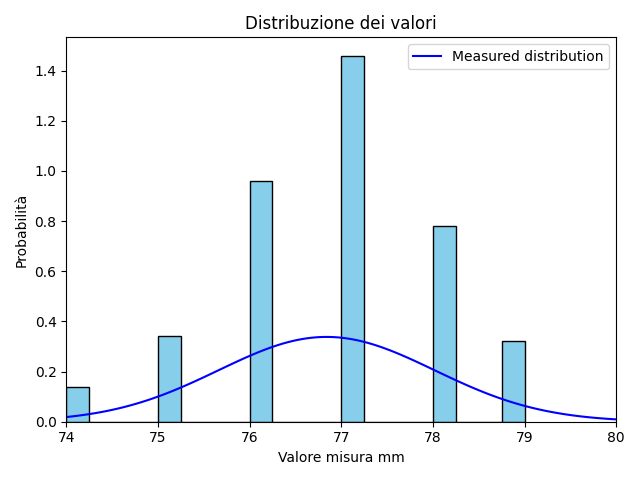 Distribuzione dei valori
Measured distribution
Probabilità
1.4
1.2
1.0
0.8
0.6
0.4
0.2
0.0
74 75 76 77 78 79 80
Valore misura mm